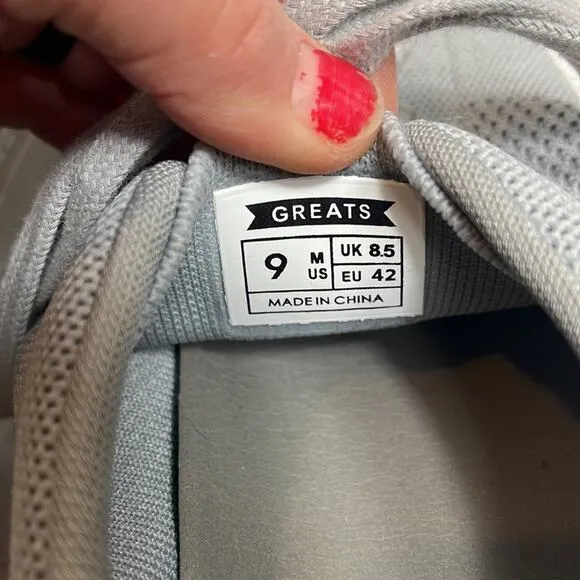 GREATS
9 M US UK 8.5
EU 42
MADE IN CHINA